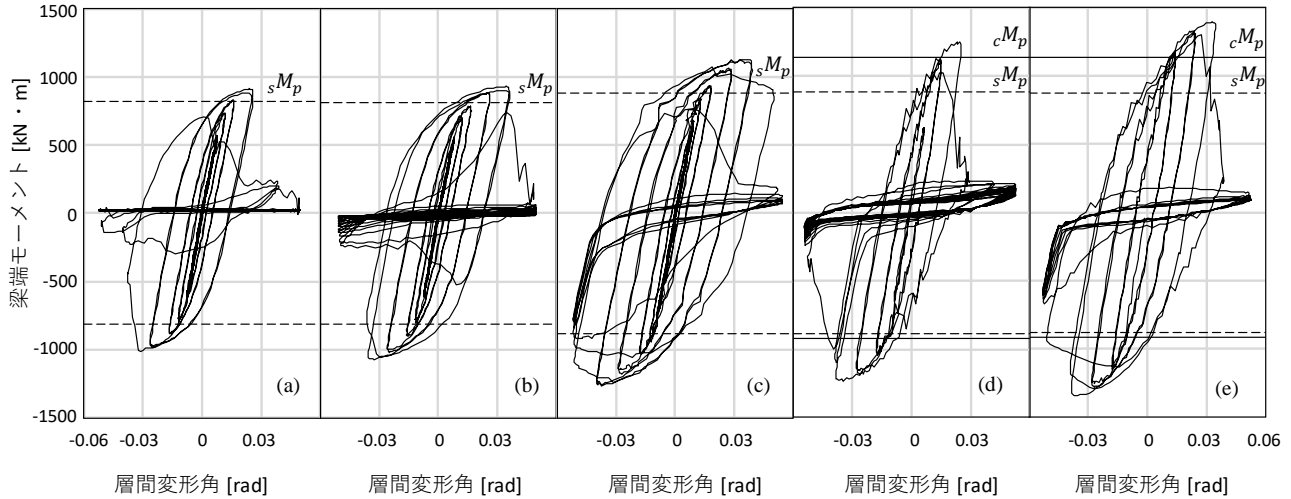 1500
1000
500
0
-500
-1000
-1500
梁端モーメント [kN・m]
sMp
sMp
sMp
cMp
sMp
cMp
sMp
(a)
(b)
(c)
(d)
(e)
-0.06 -0.03 0 0.03 -0.03 0 0.03 -0.03 0 0.03 -0.03 0 0.03 -0.03 0 0.03 0.06
層間変形角 [rad] 層間変形角 [rad] 層間変形角 [rad] 層間変形角 [rad] 層間変形角 [rad]